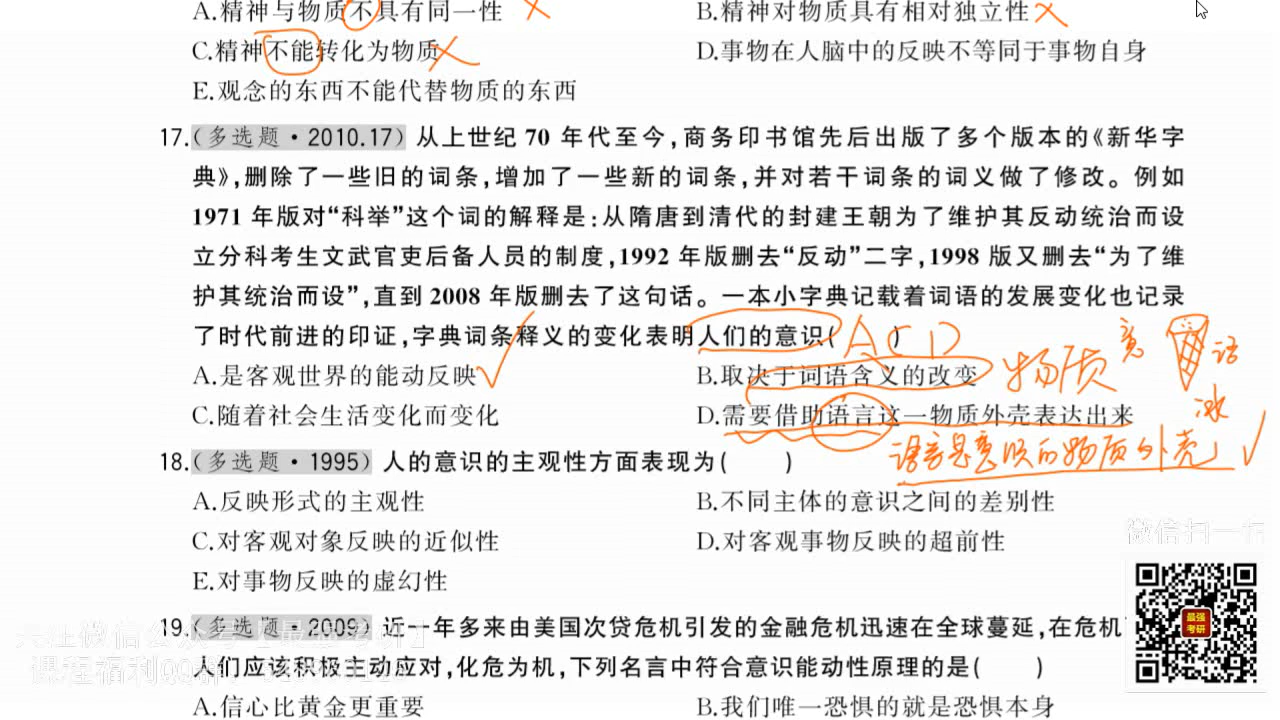 A.精神与物质不具有同一性
B.精神对物质具有相对独立性
C.精神不能转化为物质
D.事物在人脑中的反映不等同于事物自身
E.观念的东西不能代替物质的东西
17.(多选题·2010.17) 从上世纪 70 年代至今,商务印书馆先后出版了多个版本的《新华字
典》,删除了一些旧的词条,增加了一些新的词条,并对若干词条的词义做了修改。例如
1971 年版对“科举”这个词的解释是:从隋唐到清代的封建王朝为了维护其反动统治而设
立分科考生文武官吏后备人员的制度,1992 年版删去“反动”二字,1998 版又删去“为了维
护其统治而设”,直到 2008 年版删去了这句话。一本小字典记载着词语的发展变化也记录
了时代前进的印证,字典词条释义的变化表明人们的意识( ACD )
A.是客观世界的能动反映
B.取决于词语含义的改变
物质
意
语
C.随着社会生活变化而变化
D.需要借助语言这一物质外壳表达出来
语言是意识的物质外壳
18.(多选题·1995) 人的意识的主观性方面表现为( )
A.反映形式的主观性
B.不同主体的意识之间的差别性
C.对客观对象反映的近似性
D.对客观事物反映的超前性
E.对事物反映的虚幻性
微信扫一扫
最强
考研
19.(多选题·2009) 近一年多来由美国次贷危机引发的金融危机迅速在全球蔓延,在危机
们应该积极主动应对,化危为机,下列名言中符合意识能动性原理的是( )
A.信心比黄金更重要
B.我们唯一恐惧的就是恐惧本身